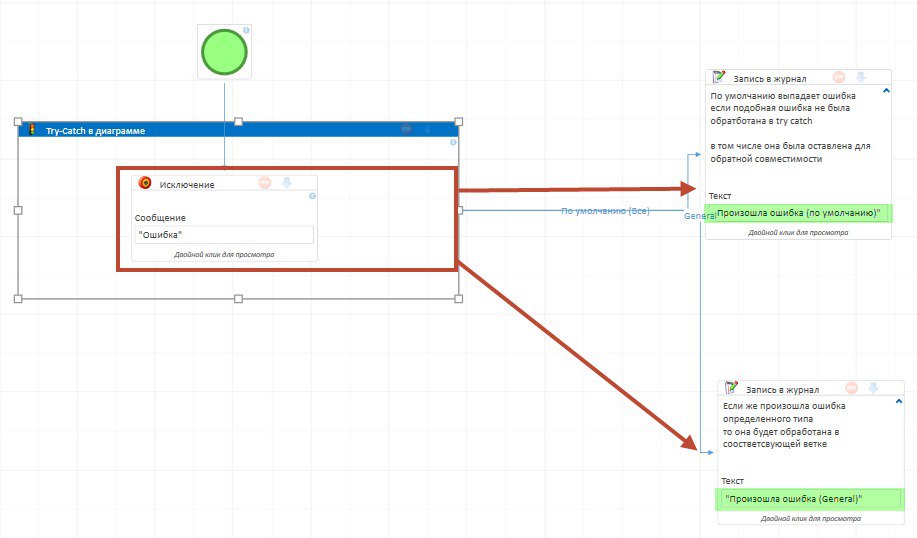 Try-Catch в диаграмме
Исключение
Сообщение
"Ошибка"
Двойной клик для просмотра
По умолчанию (Все)
General
Запись в журнал
По умолчанию выпадает ошибка
если подобная ошибка не была
обратботана в try catch
в том числе она была оставлена для
обратной совместимости
Текст
"Произошла ошибка (по умолчанию)"
Двойной клик для просмотра
Запись в журнал
Если же произошла ошибка
определенного типа
то она будет обработана в
соостветсвующей ветке
Текст
"Произошла ошибка (General)"
Двойной клик для просмотра